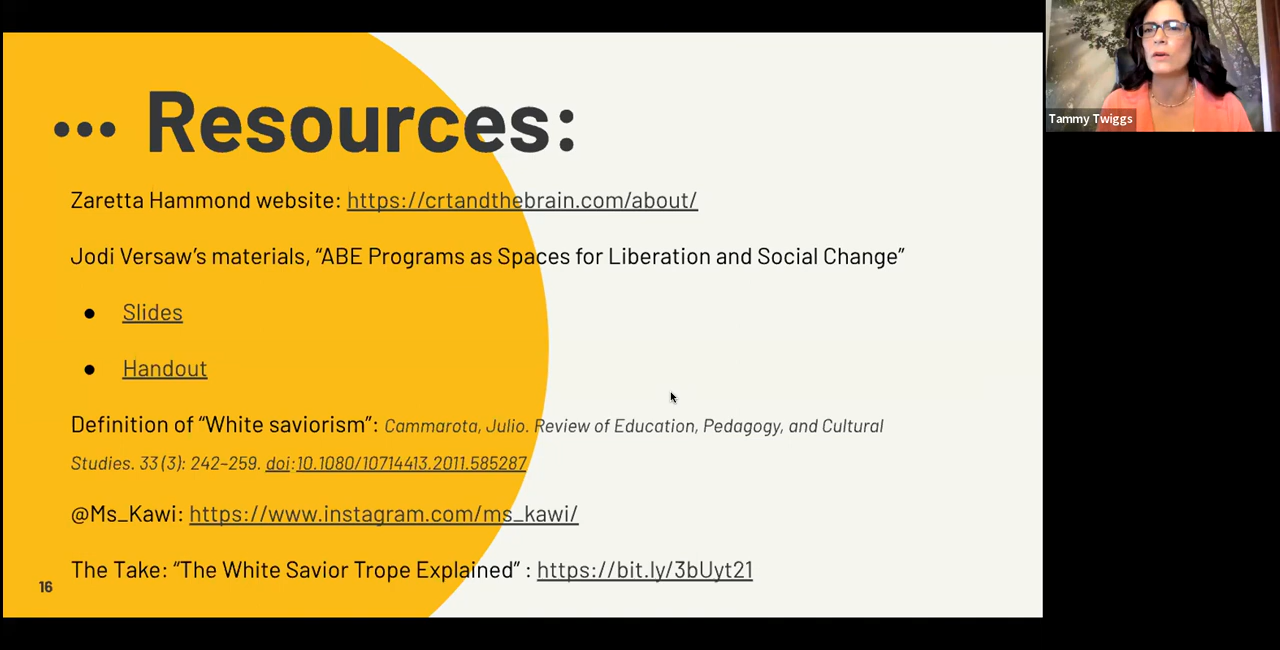 ••• Resources:
Zaretta Hammond website: https://crtandthebrain.com/about/
Jodi Versaw’s materials, “ABE Programs as Spaces for Liberation and Social Change”
● Slides
● Handout
Definition of “White saviorism”: Cammarota, Julio. Review of Education, Pedagogy, and Cultural
Studies. 33 (3): 242–259. doi:10.1080/10714413.2011.585287
@Ms_Kawi: https://www.instagram.com/ms_kawi/
The Take: “The White Savior Trope Explained” : https://bit.ly/3bUyt21
16
Tammy Twiggs